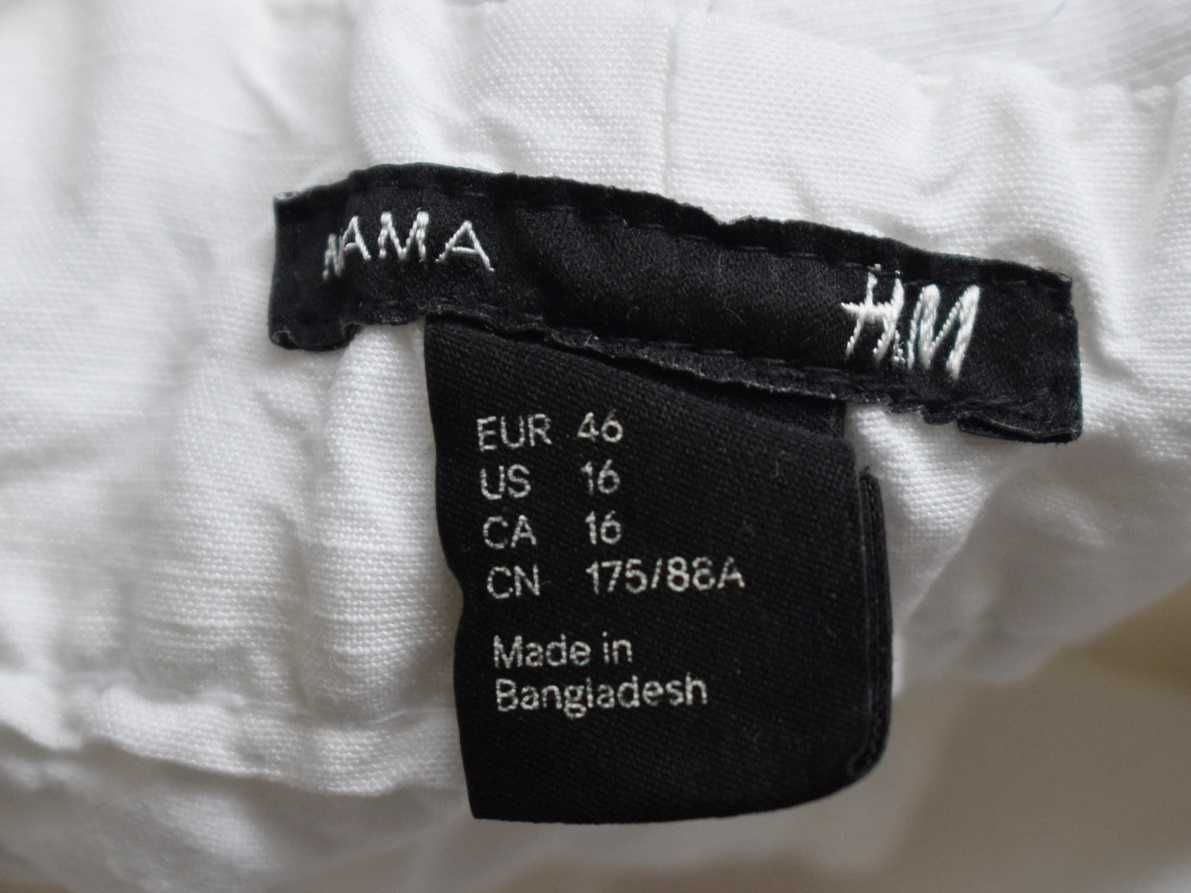 MAMA
H&M
EUR 46
US 16
CA 16
CN 175/88A
Made in
Bangladesh